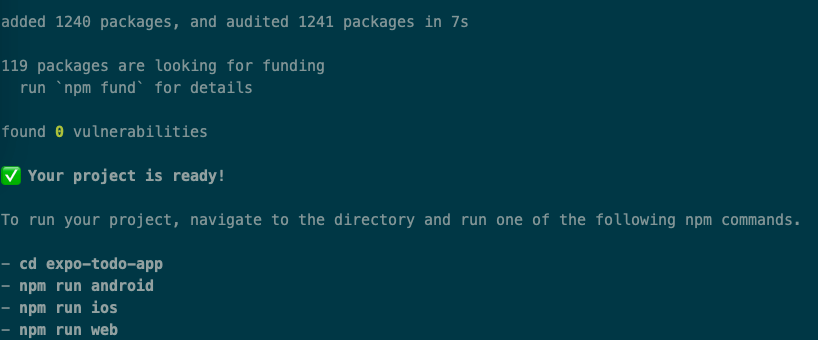 added 1240 packages, and audited 1241 packages in 7s
119 packages are looking for funding
run `npm fund` for details
found 0 vulnerabilities
✅ Your project is ready!
To run your project, navigate to the directory and run one of the following npm commands.
- cd expo-todo-app
- npm run android
- npm run ios
- npm run web